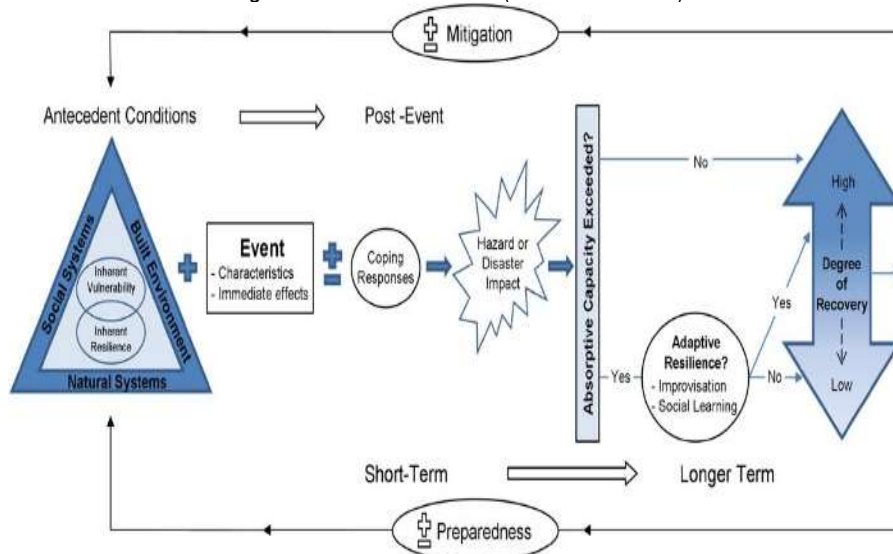 Mitigation
Antecedent Conditions
Post -Event
Social Systems
Built Environment
Natural Systems
Inherent
Vulnerability
Inherent
Resilience
Event
- Characteristics
- Immediate effects
Coping
Responses
Hazard or
Disaster
Impact
Absorptive Capacity Exceeded?
No
Yes
Adaptive
Resilience?
- Improvisation
- Social Learning
Yes
No
High
Degree of
Recovery
Low
Short-Term
Longer Term
Preparedness